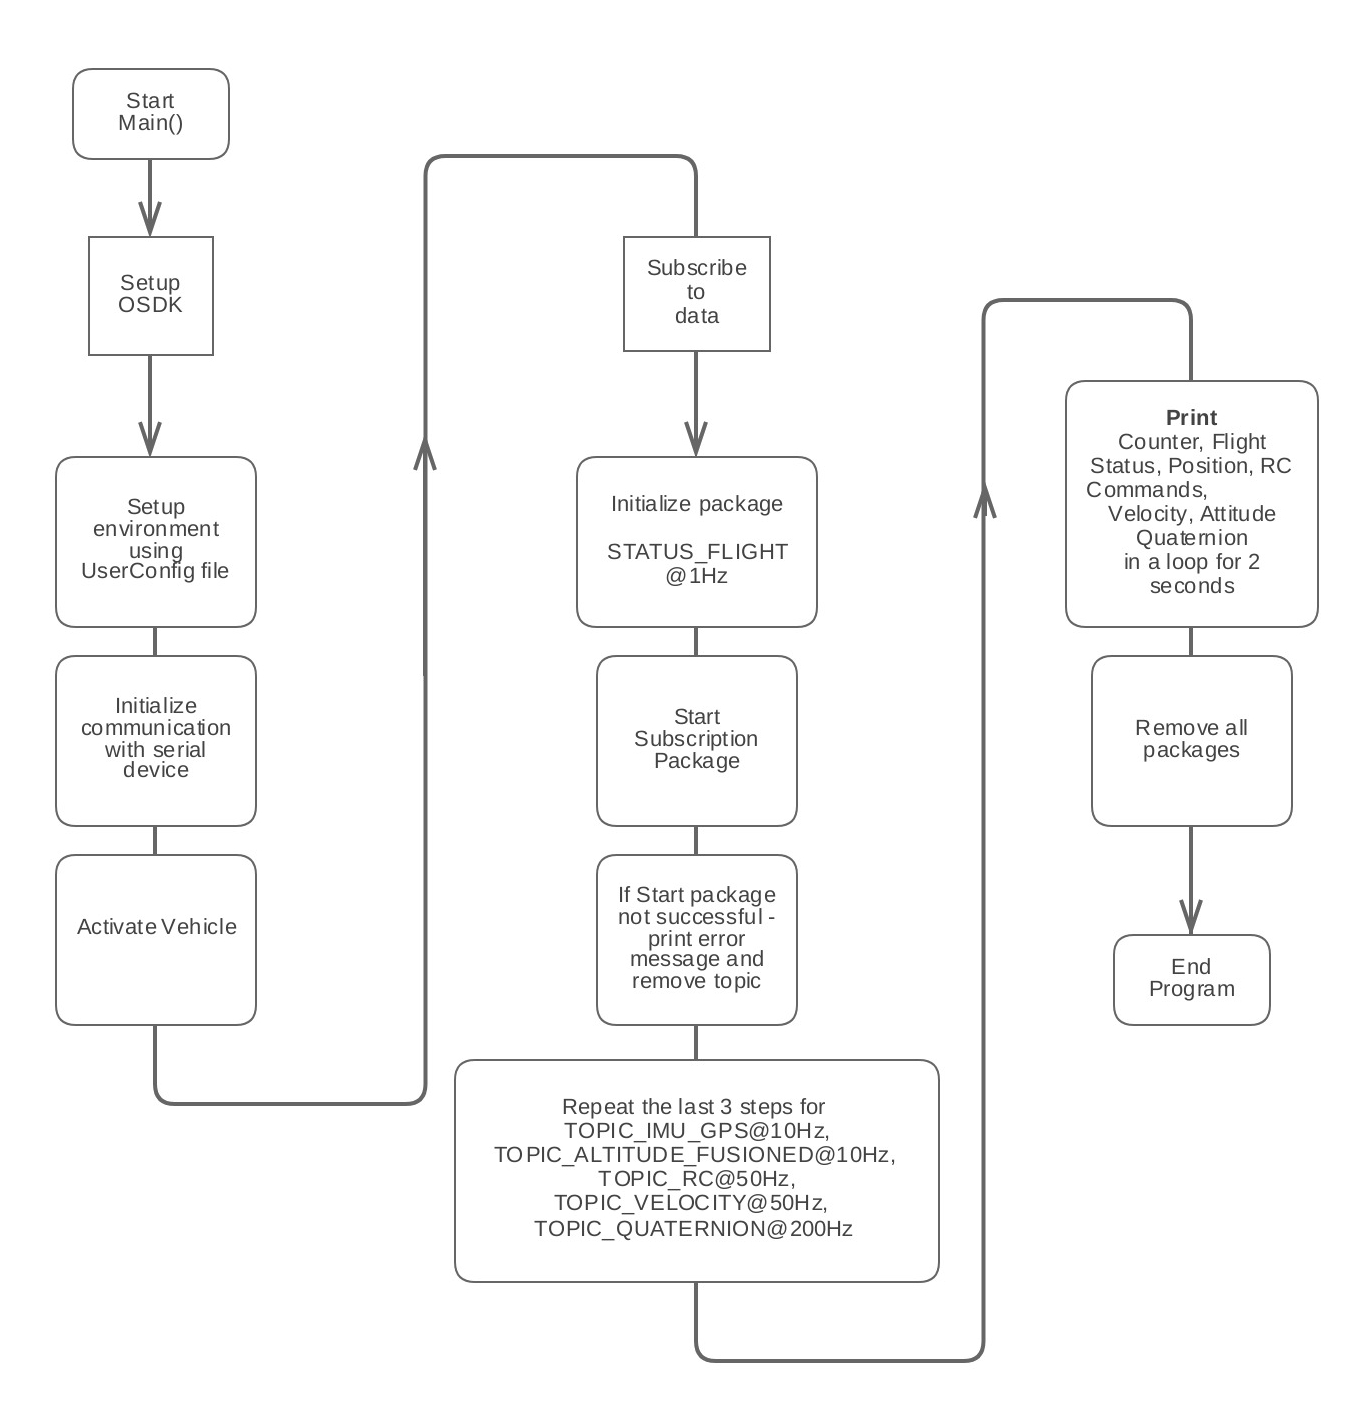 Start
Main()
Setup
OSDK
Setup
environment
using
UserConfig file
Initialize
communication
with serial
device
Activate Vehicle
Subscribe
to
data
Initialize package
STATUS_FLIGHT
@1Hz
Start
Subscription
Package
If Start package
not successful -
print error
message and
remove topic
Repeat the last 3 steps for
TOPIC_IMU_GPS@10Hz,
TOPIC_ALTITUDE_FUSIONED@10Hz,
TOPIC_RC@50Hz,
TOPIC_VELOCITY@50Hz,
TOPIC_QUATERNION@200Hz
Print
Counter, Flight
Status, Position, RC
Commands,
Velocity, Attitude
Quaternion
in a loop for 2
seconds
Remove all
packages
End
Program